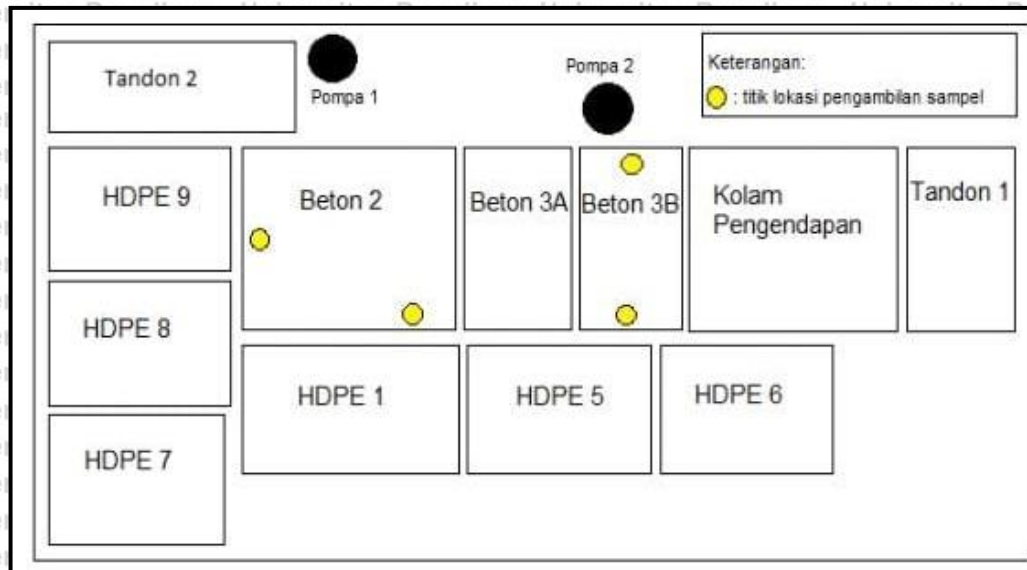 Tandon 2
Pompa 1
Pompa 2
Keterangan:
: titik lokasi pengambilan sampel
HDPE 9
Beton 2
Beton 3A
Beton 3B
Kolam
Pengendapan
Tandon 1
HDPE 8
HDPE 1
HDPE 5
HDPE 6
HDPE 7